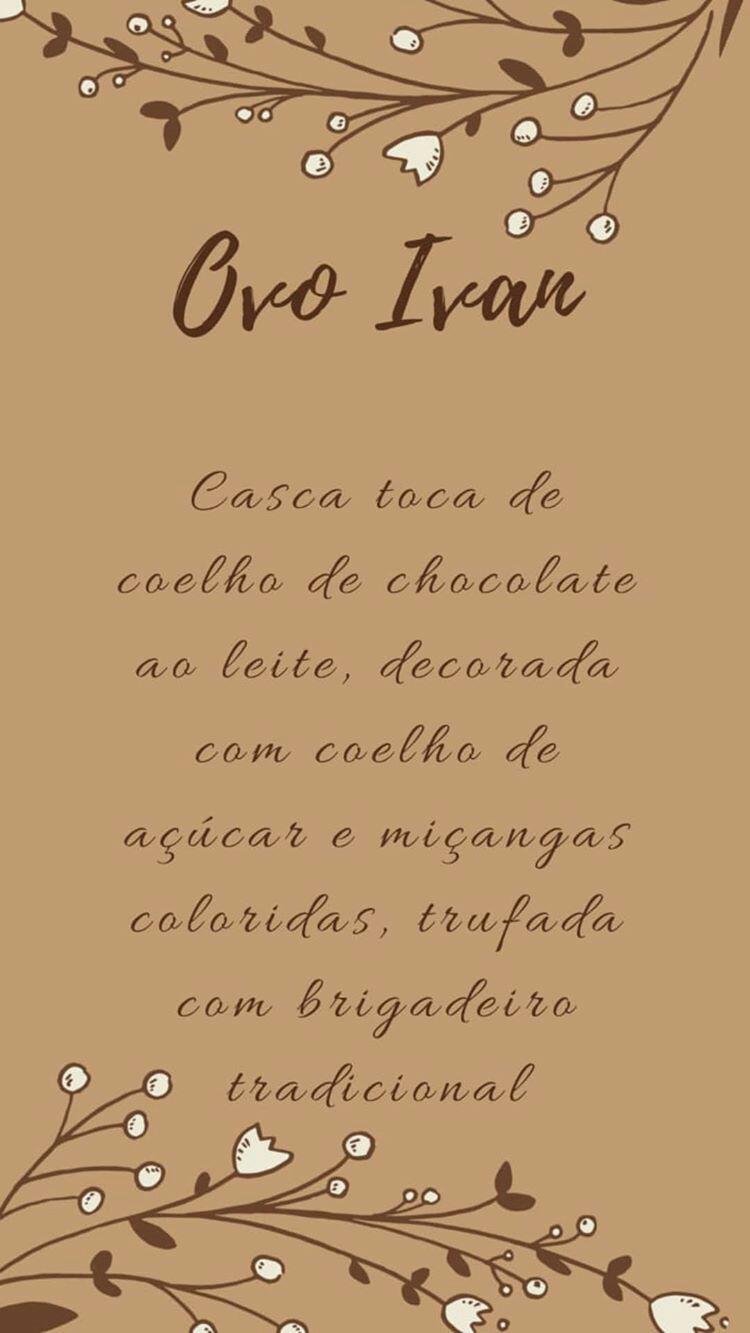 Ovo Ivan
Casca toca de
coelho de chocolate
ao leite, decorada
com coelho de
açúcar e miçangas
coloridas, trufada
com brigadeiro
tradicional